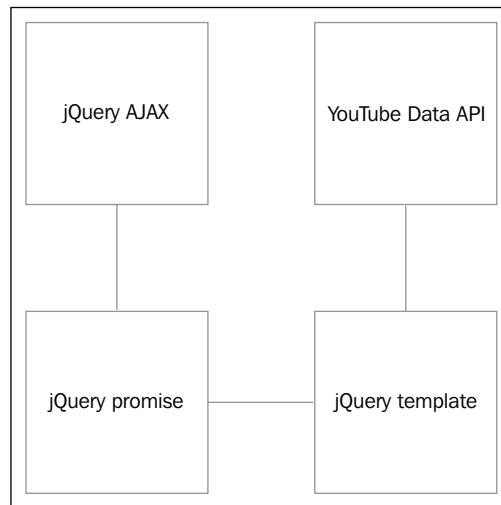 jQuery AJAX
YouTube Data API
jQuery promise
jQuery template